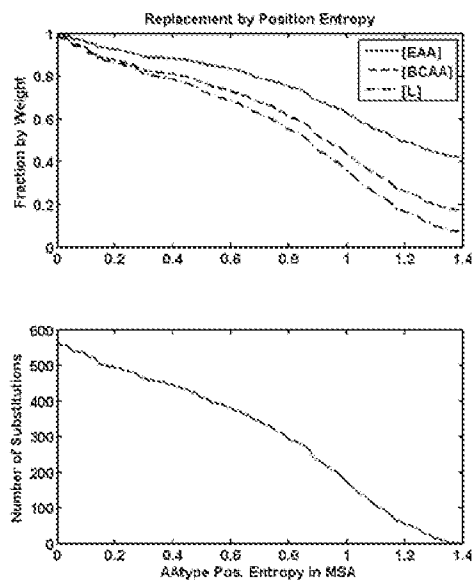 Replacement by Position Entropy
Fraction by Weight
1
0.8
0.6
0.4
0.2
0
[EAA]
[BCAA]
[L]
0 0.2 0.4 0.6 0.8 1 1.2 1.4
Number of Substitutions
600
500
400
300
200
100
0
0 0.2 0.4 0.6 0.8 1 1.2 1.4
AAtype Pos. Entropy in MSA